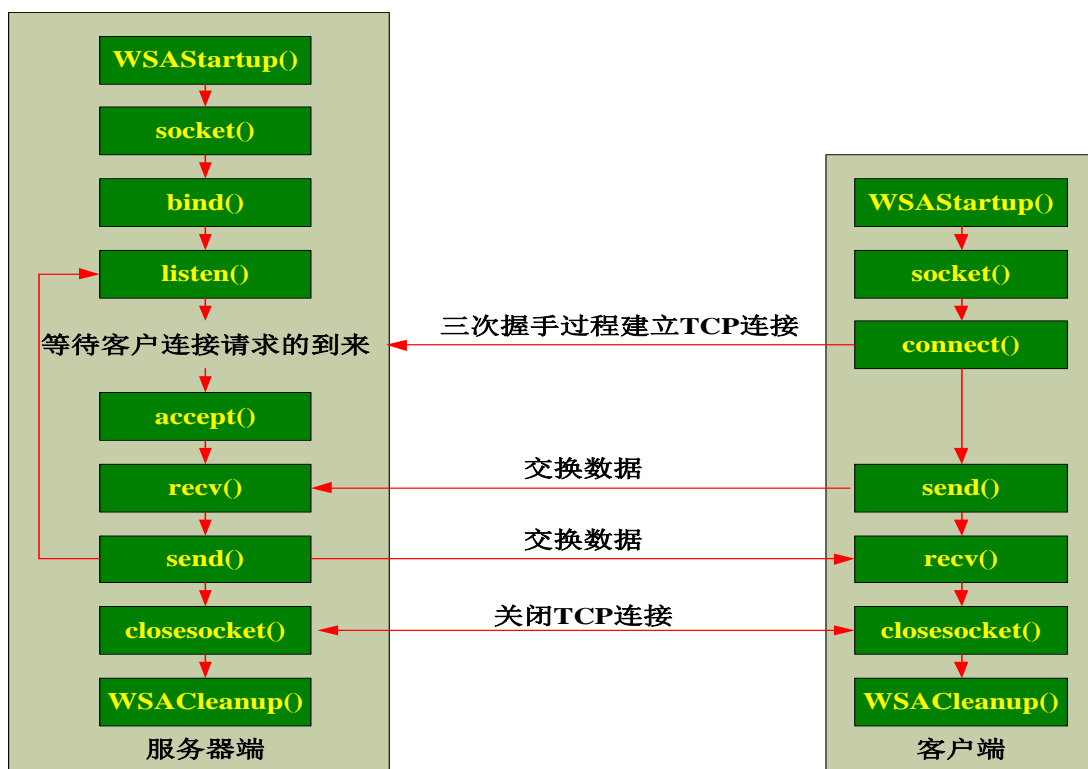 WSAStartup()
socket()
bind()
listen()
等待客户连接请求的到来
accept()
recv()
send()
closesocket()
WSACleanup()
服务器端
三次握手过程建立TCP连接
交换数据
交换数据
关闭TCP连接
WSAStartup()
socket()
connect()
send()
recv()
closesocket()
WSACleanup()
客户端